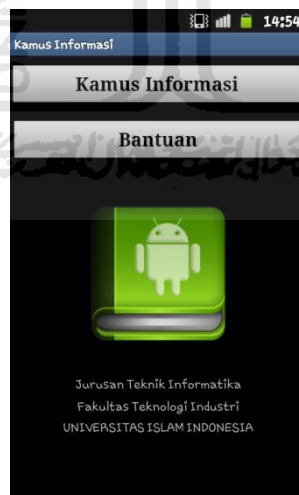 14:54
Kamus Informasi
Kamus Informasi
Bantuan
Jurusan Teknik Informatika
Fakultas Teknologi Industri
UNIVERSITAS ISLAM INDONESIA